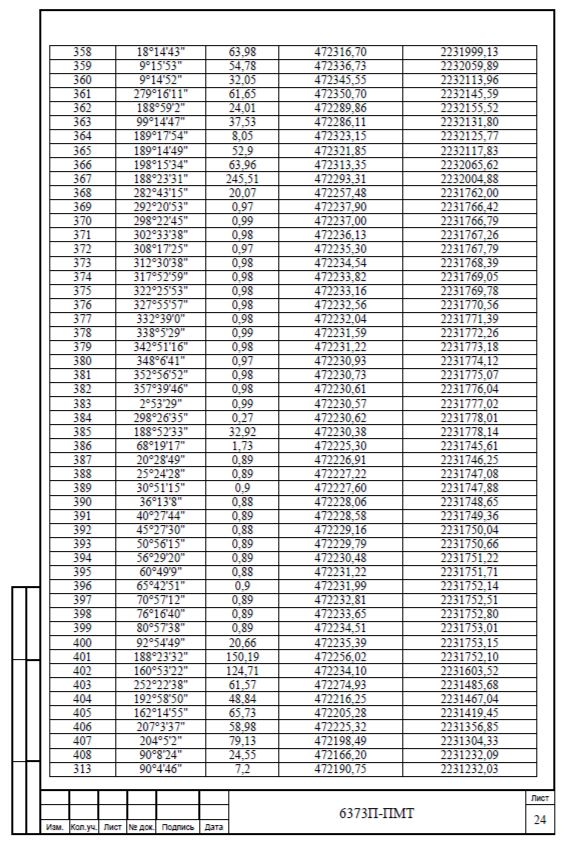 358 18°14'43" 63,98 472316,70 2231999,13
359 9°15'53" 54,78 472336,73 2232059,89
360 9°14'52" 32,05 472345,55 2232113,96
361 279°16'11" 61,65 472350,70 2232145,59
362 188°59'2" 24,01 472289,86 2232155,52
363 99°14'47" 37,53 472286,11 2232131,80
364 189°17'54" 8,05 472323,15 2232125,77
365 189°14'49" 52,9 472321,85 2232117,83
366 198°15'34" 63,96 472313,35 2232065,62
367 188°23'31" 245,51 472293,31 2232004,88
368 282°43'15" 20,07 472257,48 2231762,00
369 292°20'53" 0,97 472237,90 2231766,42
370 298°22'45" 0,99 472237,00 2231766,79
371 302°33'38" 0,98 472236,13 2231767,26
372 308°17'25" 0,97 472235,30 2231767,79
373 312°30'38" 0,98 472234,54 2231768,39
374 317°52'59" 0,98 472233,82 2231769,05
375 322°25'53" 0,98 472233,16 2231769,78
376 327°55'57" 0,98 472232,56 2231770,56
377 332°39'0" 0,98 472232,04 2231771,39
378 338°5'29" 0,99 472231,59 2231772,26
379 342°51'16" 0,98 472231,22 2231773,18
380 348°6'41" 0,97 472230,93 2231774,12
381 352°56'52" 0,98 472230,73 2231775,07
382 357°39'46" 0,98 472230,61 2231776,04
383 2°53'29" 0,99 472230,57 2231777,02
384 298°26'35" 0,27 472230,62 2231778,01
385 188°52'33" 32,92 472230,38 2231778,14
386 68°19'17" 1,73 472225,30 2231745,61
387 20°28'49" 0,89 472226,91 2231746,25
388 25°24'28" 0,89 472227,22 2231747,08
389 30°51'15" 0,9 472227,60 2231747,88
390 36°13'8" 0,88 472228,06 2231748,65
391 40°27'44" 0,89 472228,58 2231749,36
392 45°27'30" 0,88 472229,16 2231750,04
393 50°56'15" 0,89 472229,79 2231750,66
394 56°29'20" 0,89 472230,48 2231751,22
395 60°49'9" 0,88 472231,22 2231751,71
396 65°42'51" 0,9 472231,99 2231752,14
397 70°57'12" 0,89 472232,81 2231752,51
398 76°16'40" 0,89 472233,65 2231752,80
399 80°57'38" 0,89 472234,51 2231753,01
400 92°54'49" 20,66 472235,39 2231753,15
401 188°23'32" 150,19 472256,02 2231752,10
402 160°53'22" 124,71 472234,10 2231603,52
403 252°22'38" 61,57 472274,93 2231485,68
404 192°58'50" 48,84 472216,25 2231467,04
405 162°14'55" 65,73 472205,28 2231419,45
406 207°3'37" 58,98 472225,32 2231356,85
407 204°5'2" 79,13 472198,49 2231304,33
408 90°8'24" 24,55 472166,20 2231232,09
313 90°4'46" 7,2 472190,75 2231232,03
6373П-ПМТ
Лист
24
Изм. Кол.уч. Лист № док. Подпись Дата